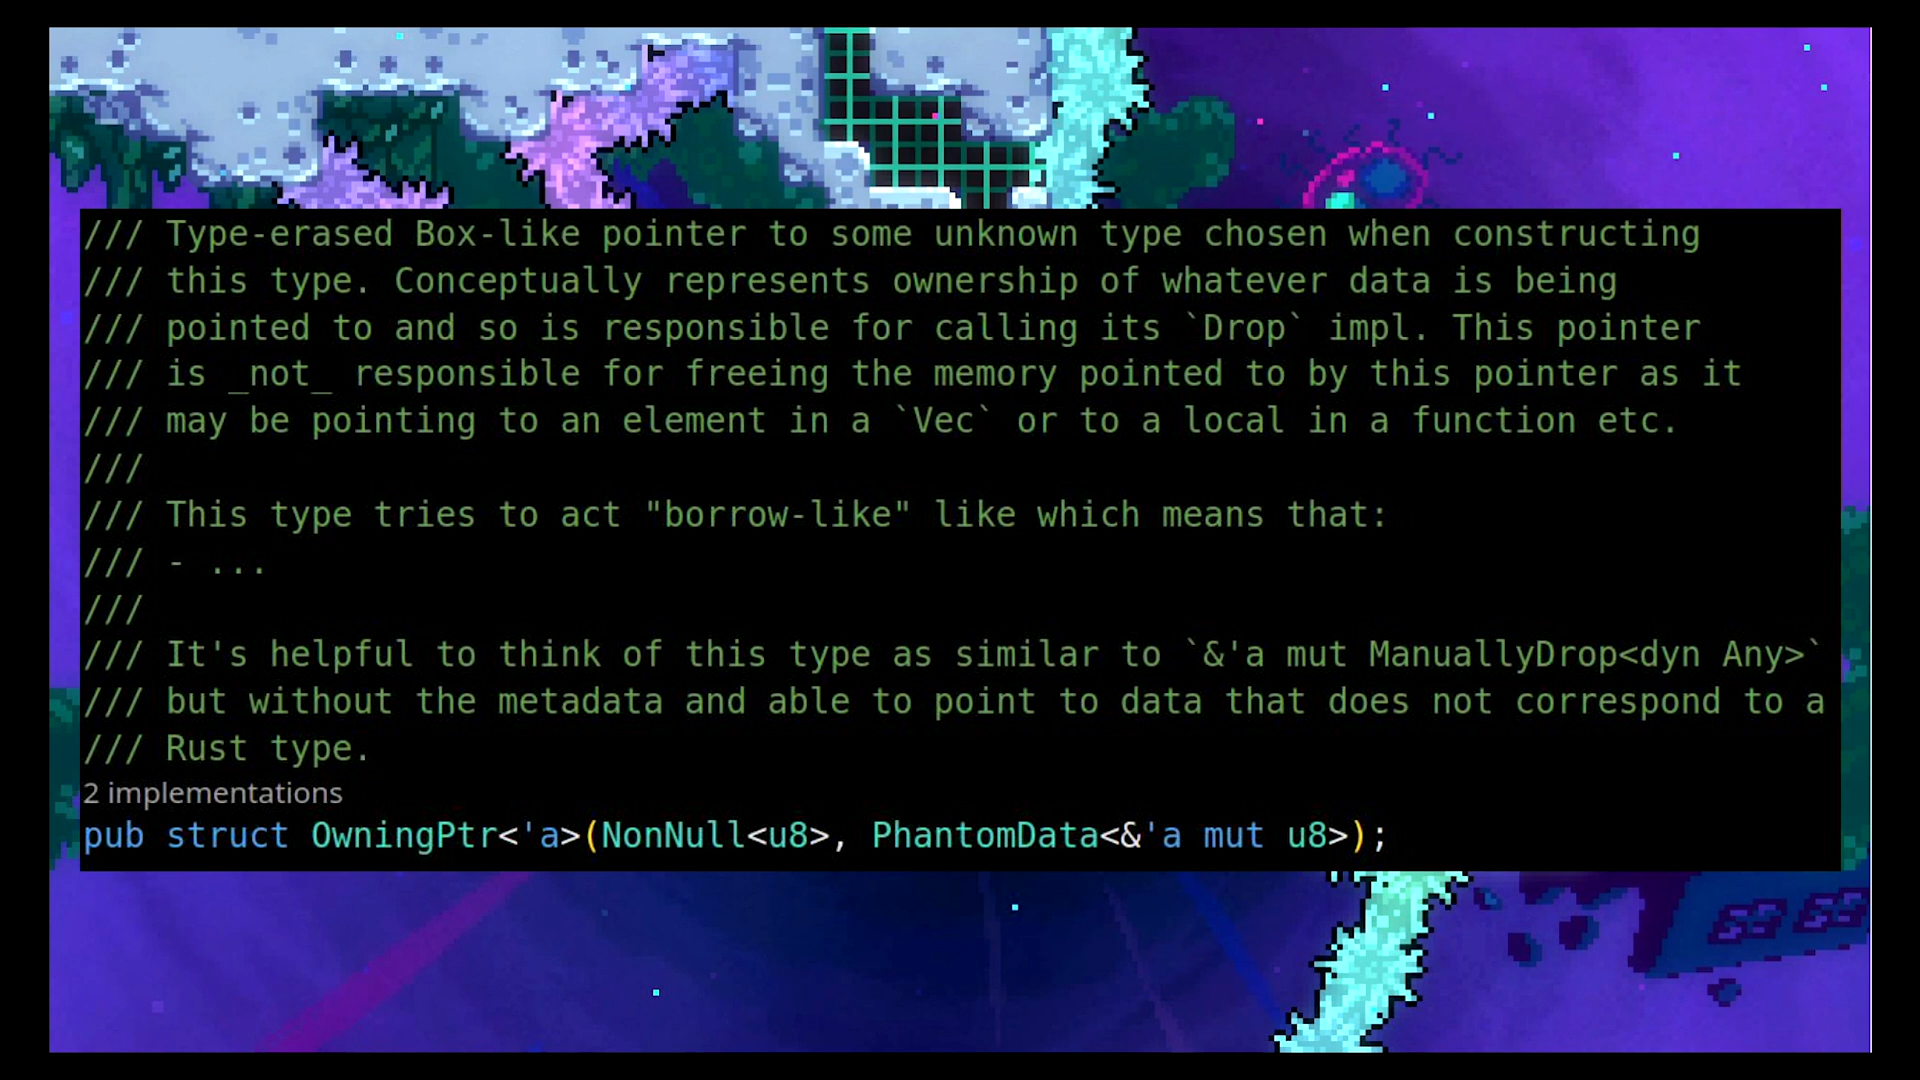 /// Type-erased Box-like pointer to some unknown type chosen when constructing
/// this type. Conceptually represents ownership of whatever data is being
/// pointed to and so is responsible for calling its `Drop` impl. This pointer
/// is _not_ responsible for freeing the memory pointed to by this pointer as it
/// may be pointing to an element in a `Vec` or to a local in a function etc.
///
/// This type tries to act "borrow-like" like which means that:
/// - ...
///
/// It's helpful to think of this type as similar to `&'a mut ManuallyDrop<dyn Any>`
/// but without the metadata and able to point to data that does not correspond to a
/// Rust type.
2 implementations
pub struct OwningPtr<'a>(NonNull<u8>, PhantomData<&'a mut u8>);